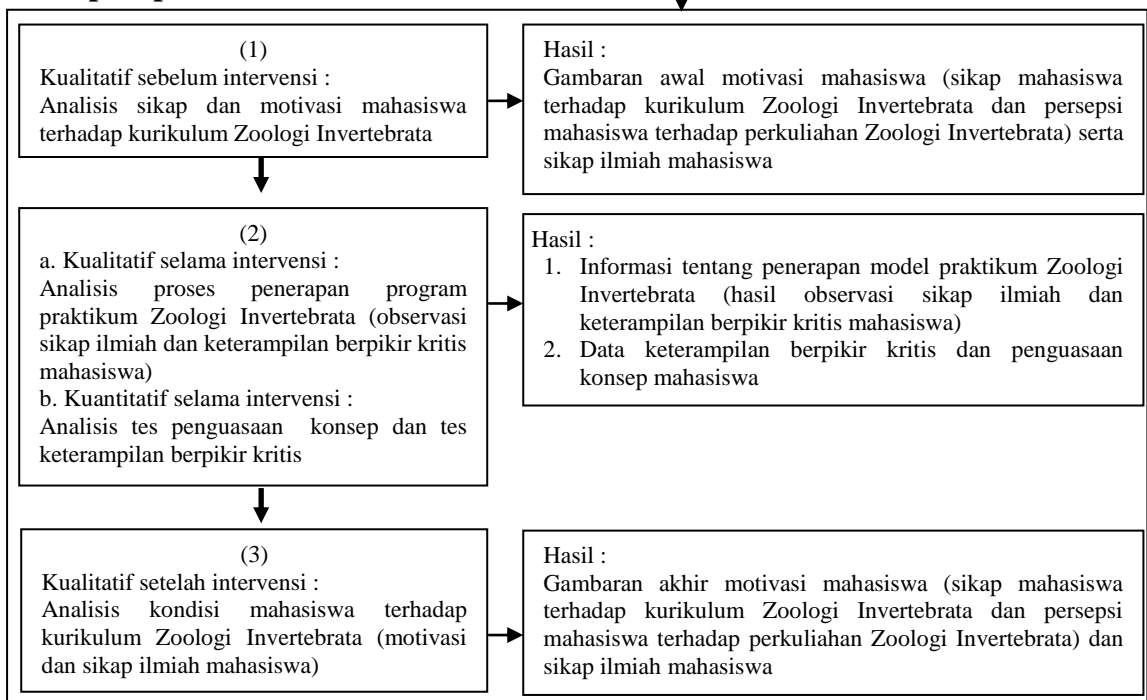 (1)
Kualitatif sebelum intervensi :
Analisis sikap dan motivasi mahasiswa
terhadap kurikulum Zoologi Invertebrata
Hasil :
Gambaran awal motivasi mahasiswa (sikap mahasiswa
terhadap kurikulum Zoologi Invertebrata dan persepsi
mahasiswa terhadap perkuliahan Zoologi Invertebrata) serta
sikap ilmiah mahasiswa
(2)
a. Kualitatif selama intervensi :
Analisis proses penerapan program
praktikum Zoologi Invertebrata (observasi
sikap ilmiah dan keterampilan berpikir kritis
mahasiswa)
b. Kuantitatif selama intervensi :
Analisis tes penguasaan konsep dan tes
keterampilan berpikir kritis
Hasil :
1. Informasi tentang penerapan model praktikum Zoologi
Invertebrata (hasil observasi sikap ilmiah dan
keterampilan berpikir kritis mahasiswa)
2. Data keterampilan berpikir kritis dan penguasaan
konsep mahasiswa
(3)
Kualitatif setelah intervensi :
Analisis kondisi mahasiswa terhadap
kurikulum Zoologi Invertebrata (motivasi
dan sikap ilmiah mahasiswa)
Hasil :
Gambaran akhir motivasi mahasiswa (sikap mahasiswa
terhadap kurikulum Zoologi Invertebrata dan persepsi
mahasiswa terhadap perkuliahan Zoologi Invertebrata) dan
sikap ilmiah mahasiswa